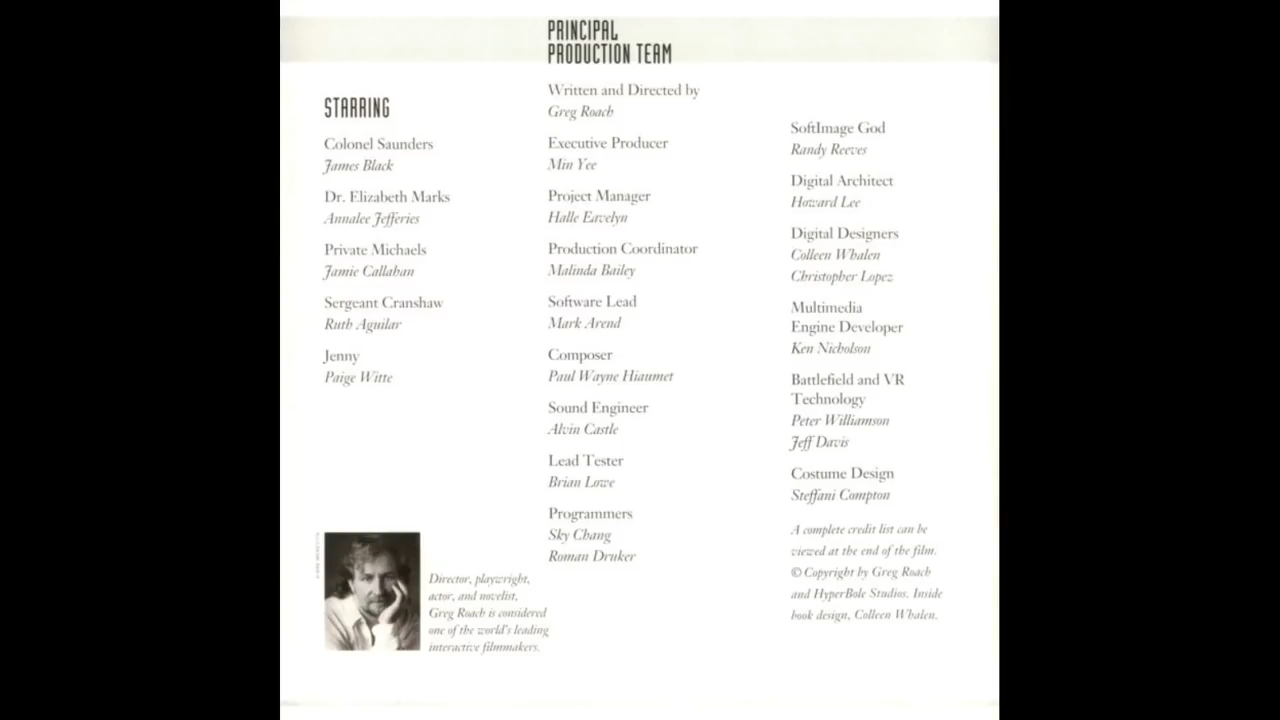 STARRING
Colonel Saunders
James Black
Dr. Elizabeth Marks
Annalee Jefferies
Private Michaels
Jamie Callahan
Sergeant Cranshaw
Ruth Aguilar
Jenny
Paige Witte
Director, playwright,
actor, and novelist,
Greg Roach is considered
one of the world's leading
interactive filmmakers.
PRINCIPAL
PRODUCTION TEAM
Written and Directed by
Greg Roach
Executive Producer
Min Yee
Project Manager
Halle Eavelyn
Production Coordinator
Malinda Bailey
Software Lead
Mark Arend
Composer
Paul Wayne Hiaumet
Sound Engineer
Alvin Castle
Lead Tester
Brian Lowe
Programmers
Sky Chang
Roman Druker
SoftImage God
Randy Reeves
Digital Architect
Howard Lee
Digital Designers
Colleen Whalen
Christopher Lopez
Multimedia
Engine Developer
Ken Nicholson
Battlefield and VR
Technology
Peter Williamson
Jeff Davis
Costume Design
Steffani Compton
A complete credit list can be
viewed at the end of the film.
© Copyright by Greg Roach
and HyperBole Studios. Inside
book design, Colleen Whalen.